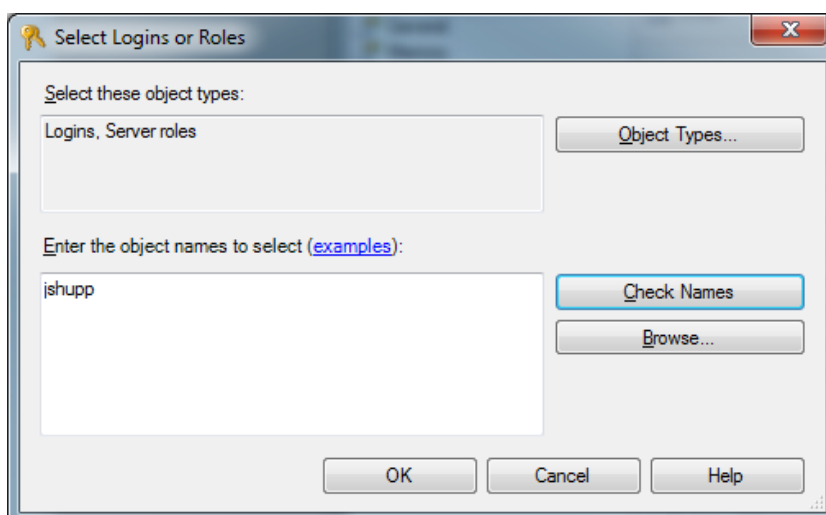 Select Logins or Roles
Select these object types:
Logins, Server roles
Object Types...
Enter the object names to select (examples):
jshupp
Check Names
Browse...
OK
Cancel
Help